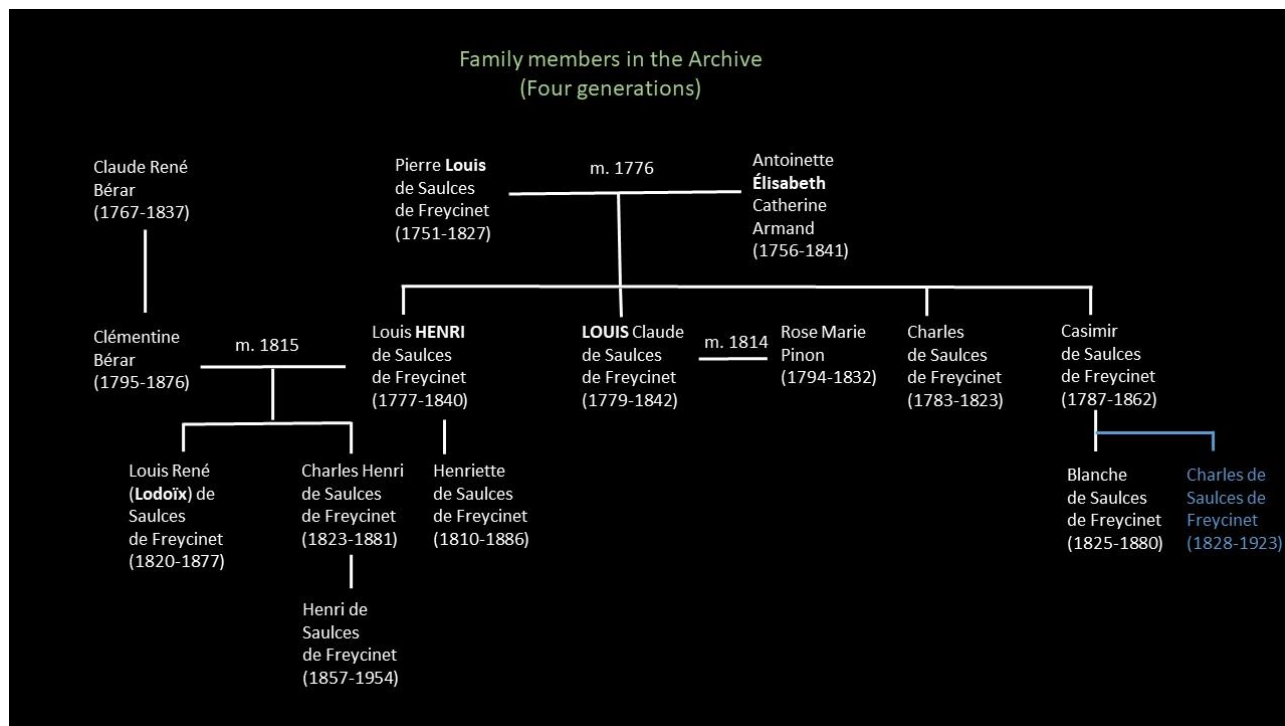 Family members in the Archive
(Four generations)
Claude René
Bérar
(1767-1837)
Pierre Louis
de Saulces
de Freycinet
(1751-1827)
m. 1776
Antoinette
Élisabeth
Catherine
Armand
(1756-1841)
Clémentine
Bérar
(1795-1876)
m. 1815
Louis HENRI
de Saulces
de Freycinet
(1777-1840)
LOUIS Claude
de Saulces
de Freycinet
(1779-1842)
m. 1814
Rose Marie
Pinon
(1794-1832)
Charles
de Saulces
de Freycinet
(1783-1823)
Casimir
de Saulces
de Freycinet
(1787-1862)
Louis René
(Lodoïx) de
Saulces
de Freycinet
(1820-1877)
Charles Henri
de Saulces
de Freycinet
(1823-1881)
Henriette
de Saulces
de Freycinet
(1810-1886)
Blanche
de Saulces
de Freycinet
(1825-1880)
Charles de
Saulces de
Freycinet
(1828-1923)
Henri de
Saulces
de Freycinet
(1857-1954)